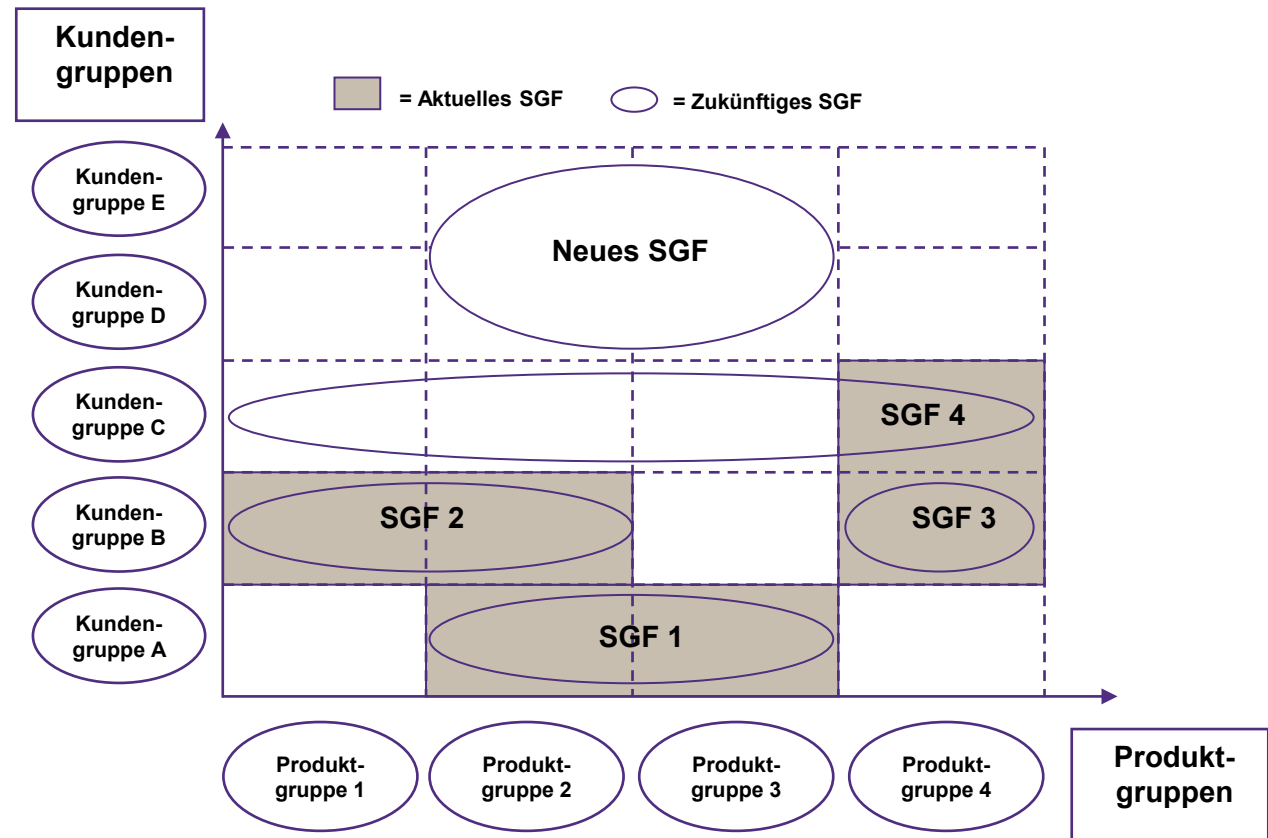 Kunden-
gruppen
= Aktuelles SGF
= Zukünftiges SGF
Kunden-
gruppe E
Neues SGF
Kunden-
gruppe D
Kunden-
gruppe C
SGF 4
Kunden-
gruppe B
SGF 2
SGF 3
Kunden-
gruppe A
SGF 1
Produkt-
gruppe 1
Produkt-
gruppe 2
Produkt-
gruppe 3
Produkt-
gruppe 4
Produkt-
gruppen